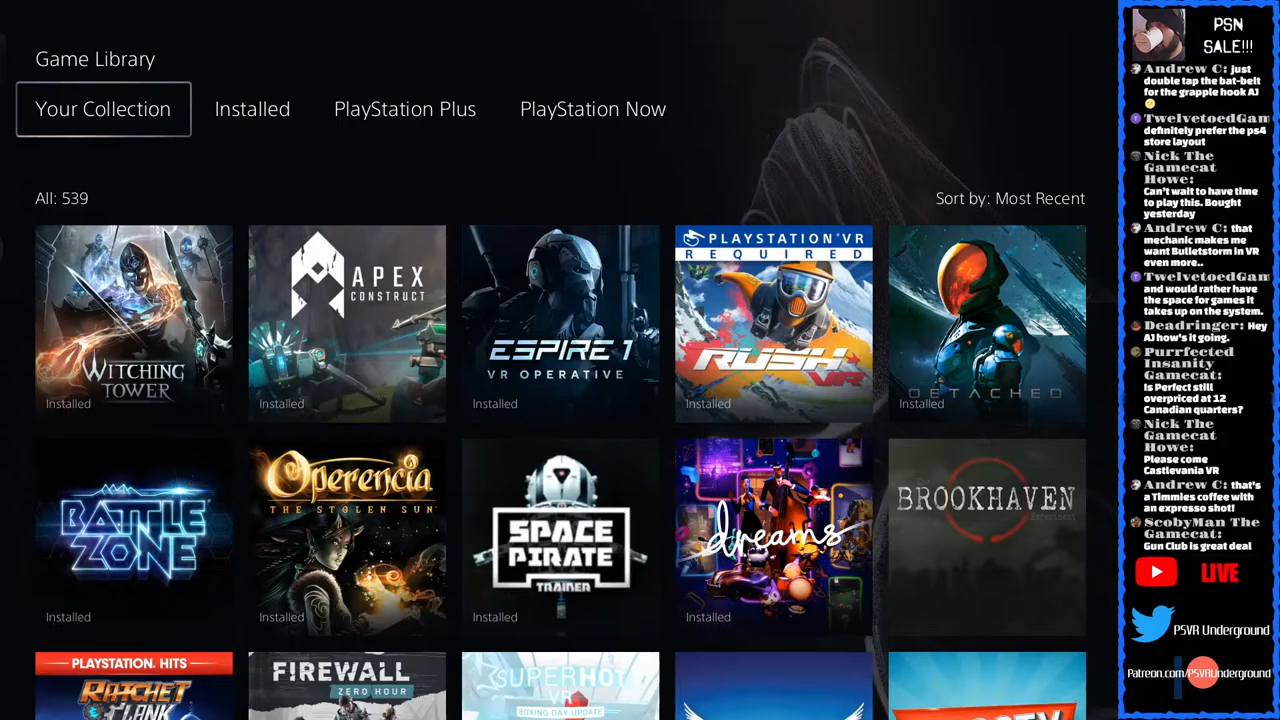 Game Library
Your Collection
Installed
PlayStation Plus
PlayStation Now
All: 539
Sort by: Most Recent
WITCHING
TOWER
Installed
APEX
CONSTRUCT
Installed
ESPIRE 1
VR OPERATIVE
Installed
PLAYSTATION®VR
REQUIRED
RUSH
VR
Installed
DETACHED
Installed
BATTLE
ZONE
Installed
Operencia
THE STOLEN SUN
Installed
SPACE
PIRATE
TRAINER
Installed
dreams
Installed
BROOKHAVEN
experiment
PLAYSTATION HITS
RATCHET
CLANK
FIREWALL
ZERO HOUR
SUPERHOT
VR
BOXING DAY UPDATE
PSN
SALE!!!
Andrew C: just
double tap the bat-belt
for the grapple hook AJ
TwelvetoedGam
definitely prefer the ps4
store layout
Nick The
Gamecat
Howe:
Can't wait to have time
to play this. Bought
yesterday
Andrew C: that
mechanic makes me
want Bulletstorm in VR
even more..
TwelvetoedGam
and would rather have
the space for games it
takes up on the system.
Deadringer: Hey
AJ how's it going.
Purrfected
Insanity
Gamecat:
Is Perfect still
overpriced at 12
Canadian quarters?
Nick The
Gamecat
Howe:
Please come
Castlevania VR
Andrew C: that's
a Timmies coffee with
an expresso shot!
ScobyMan The
Gamecat:
Gun Club is great deal
LIVE
PSVR Underground
Patreon.com/PSVRUnderground